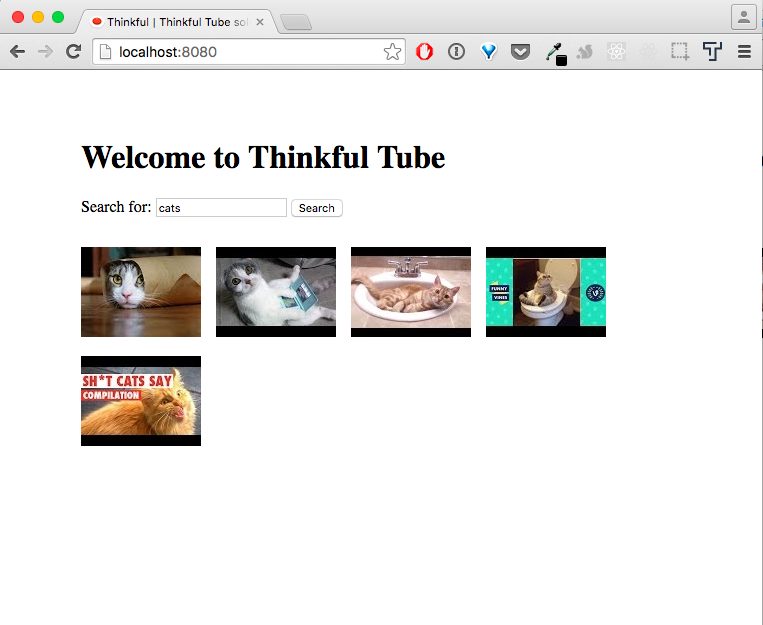 Thinkful | Thinkful Tube so
localhost:8080
Welcome to Thinkful Tube
Search for: cats Search
FUNNY
VINES
SH*T CATS SAY
COMPILATION